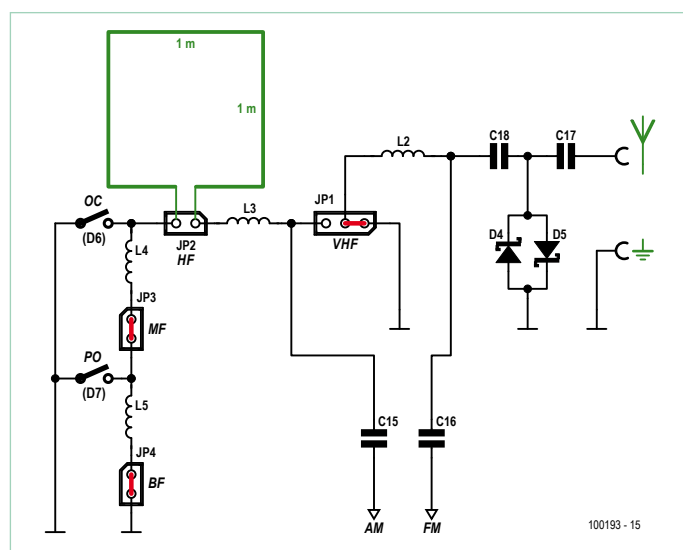 1 m
1 m
L2
C18
C17
OC
(D6)
JP2
HF
L3
JP1
VHF
D4
D5
L4
JP3
MF
PO
(D7)
L5
JP4
BF
C15
C16
AM
FM
100193 - 15